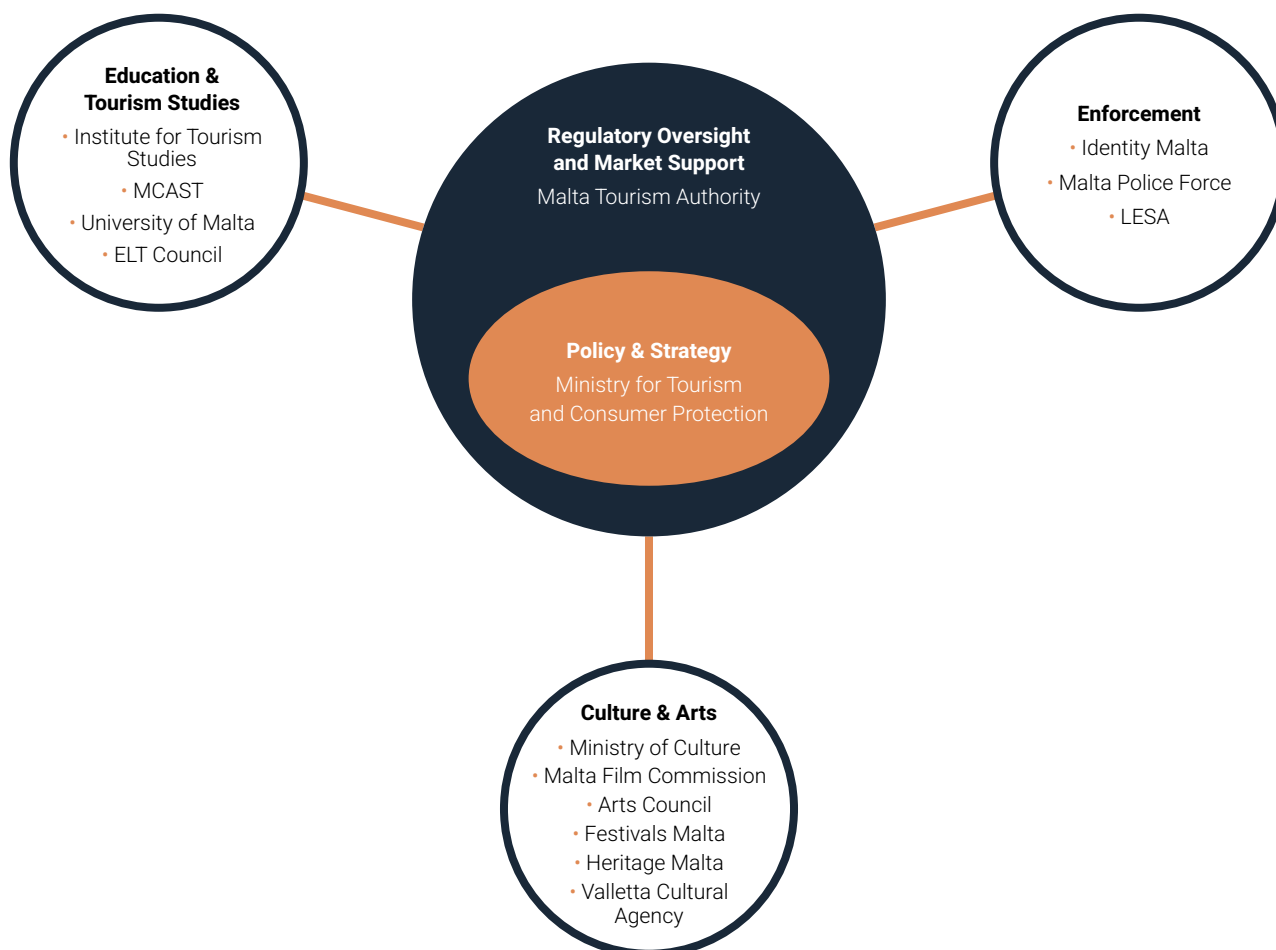 Education &
Tourism Studies
• Institute for Tourism
Studies
• MCAST
• University of Malta
• ELT Council
Regulatory Oversight
and Market Support
Malta Tourism Authority
Policy & Strategy
Ministry for Tourism
and Consumer Protection
Enforcement
• Identity Malta
• Malta Police Force
• LESA
Culture & Arts
• Ministry of Culture
• Malta Film Commission
• Arts Council
• Festivals Malta
• Heritage Malta
• Valletta Cultural
Agency